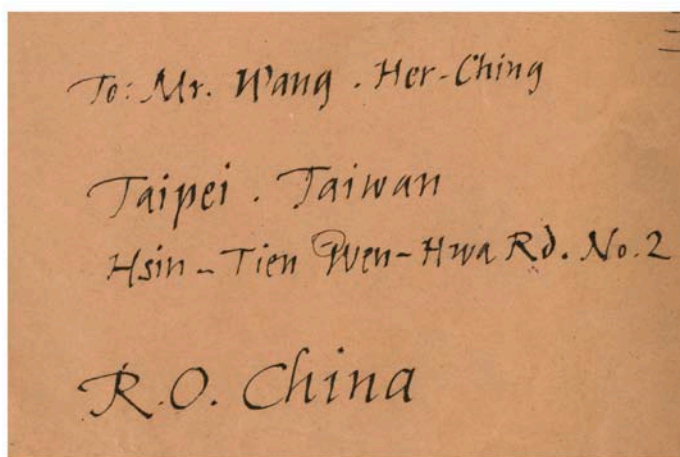 To: Mr. Wang . Her-Ching
Taipei . Taiwan
Hsin - Tien Wen-Hwa Rd. No. 2
R.O. China